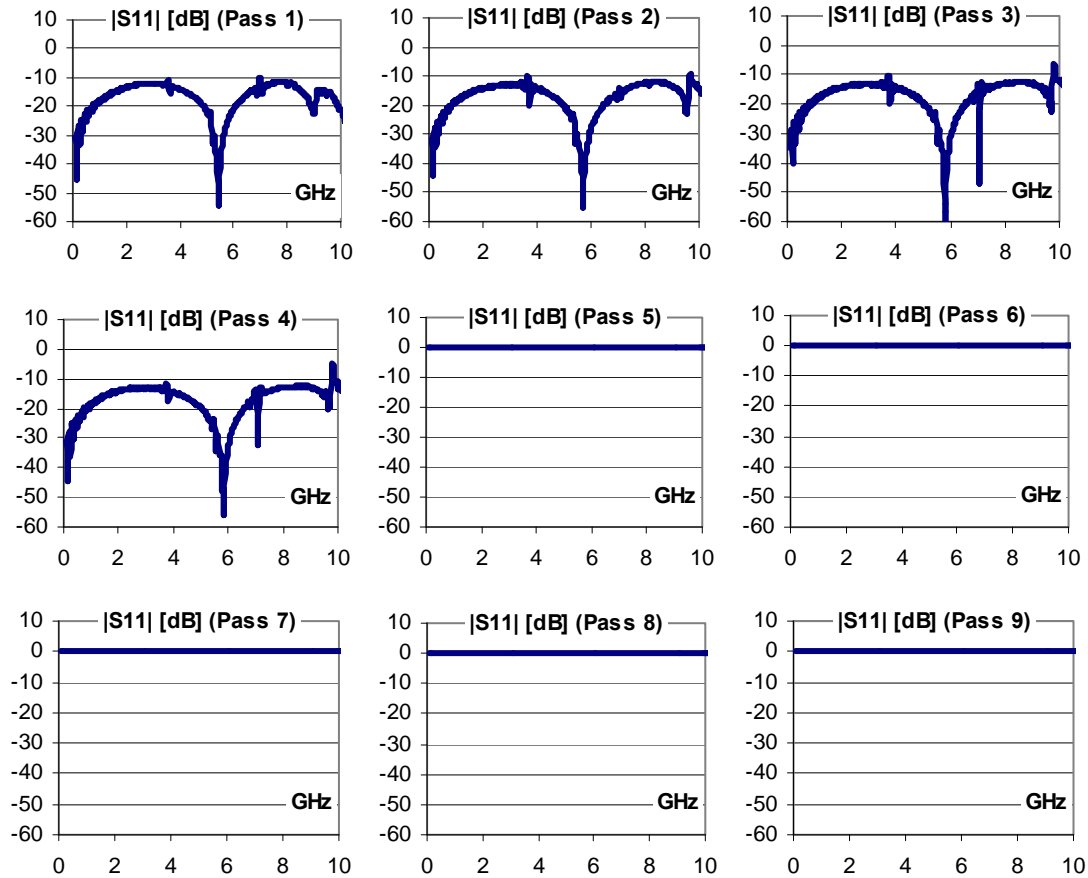 |S11| [dB] (Pass 1)
10
0
-10
-20
-30
-40
-50
-60
GHz
0 2 4 6 8 10
|S11| [dB] (Pass 2)
10
0
-10
-20
-30
-40
-50
-60
GHz
0 2 4 6 8 10
|S11| [dB] (Pass 3)
10
0
-10
-20
-30
-40
-50
-60
GHz
0 2 4 6 8 10
|S11| [dB] (Pass 4)
10
0
-10
-20
-30
-40
-50
-60
GHz
0 2 4 6 8 10
|S11| [dB] (Pass 5)
10
0
-10
-20
-30
-40
-50
-60
GHz
0 2 4 6 8 10
|S11| [dB] (Pass 6)
10
0
-10
-20
-30
-40
-50
-60
GHz
0 2 4 6 8 10
|S11| [dB] (Pass 7)
10
0
-10
-20
-30
-40
-50
-60
GHz
0 2 4 6 8 10
|S11| [dB] (Pass 8)
10
0
-10
-20
-30
-40
-50
-60
GHz
0 2 4 6 8 10
|S11| [dB] (Pass 9)
10
0
-10
-20
-30
-40
-50
-60
GHz
0 2 4 6 8 10